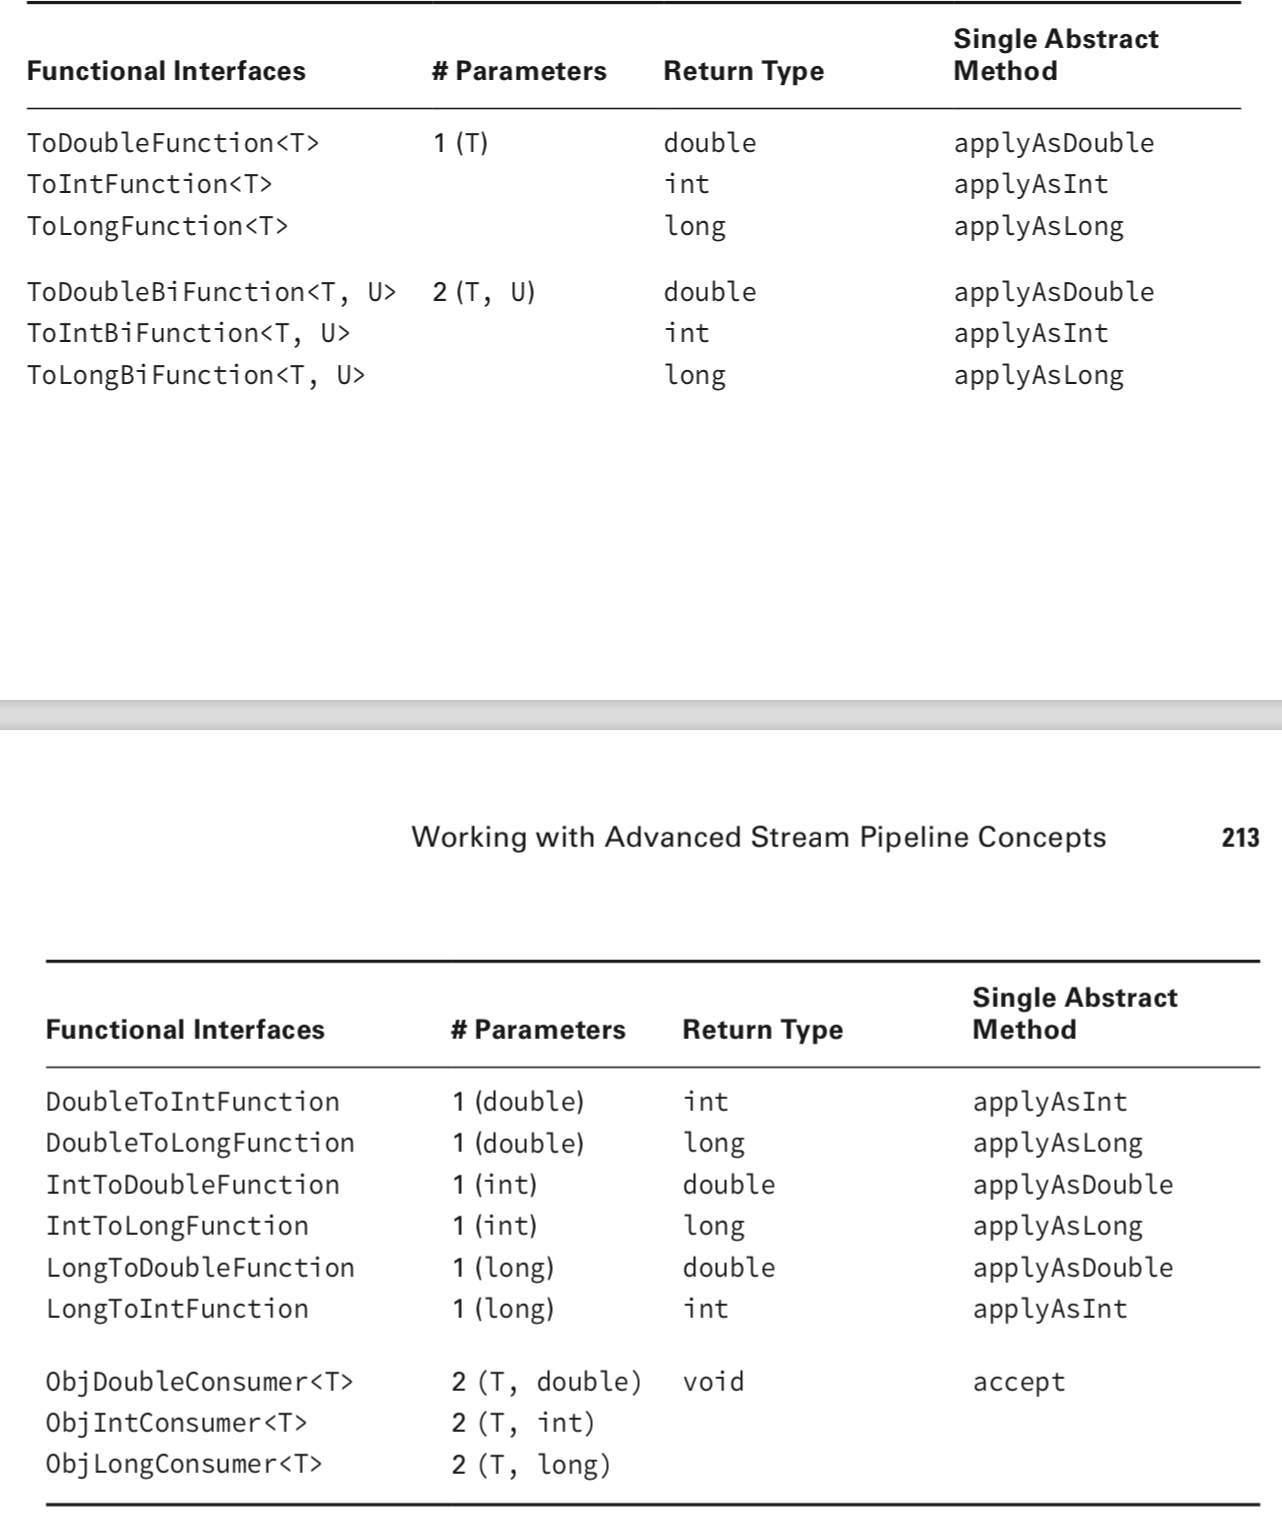 Functional Interfaces # Parameters Return Type Single Abstract Method
ToDoubleFunction<T> 1 (T) double applyAsDouble
ToIntFunction<T> int applyAsInt
ToLongFunction<T> long applyAsLong
ToDoubleBiFunction<T, U> 2 (T, U) double applyAsDouble
ToIntBiFunction<T, U> int applyAsInt
ToLongBiFunction<T, U> long applyAsLong
Working with Advanced Stream Pipeline Concepts 213
Functional Interfaces # Parameters Return Type Single Abstract Method
DoubleToIntFunction 1 (double) int applyAsInt
DoubleToLongFunction 1 (double) long applyAsLong
IntToDoubleFunction 1 (int) double applyAsDouble
IntToLongFunction 1 (int) long applyAsLong
LongToDoubleFunction 1 (long) double applyAsDouble
LongToIntFunction 1 (long) int applyAsInt
ObjDoubleConsumer<T> 2 (T, double) void accept
ObjIntConsumer<T> 2 (T, int)
ObjLongConsumer<T> 2 (T, long)